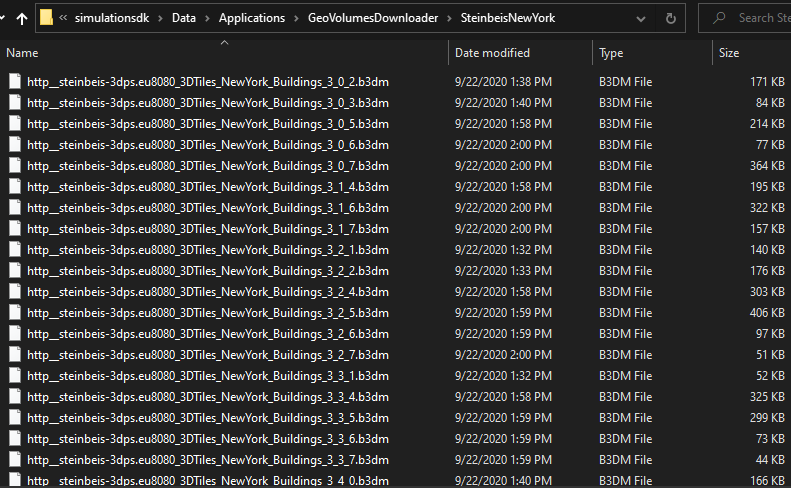 « simulationsdk > Data > Applications > GeoVolumesDownloader > SteinbeisNewYork Search Ste
Name Date modified Type Size
http__steinbeis-3dps.eu8080_3DTiles_NewYork_Buildings_3_0_2.b3dm 9/22/2020 1:38 PM B3DM File 171 KB
http__steinbeis-3dps.eu8080_3DTiles_NewYork_Buildings_3_0_3.b3dm 9/22/2020 1:40 PM B3DM File 84 KB
http__steinbeis-3dps.eu8080_3DTiles_NewYork_Buildings_3_0_5.b3dm 9/22/2020 1:58 PM B3DM File 214 KB
http__steinbeis-3dps.eu8080_3DTiles_NewYork_Buildings_3_0_6.b3dm 9/22/2020 2:00 PM B3DM File 77 KB
http__steinbeis-3dps.eu8080_3DTiles_NewYork_Buildings_3_0_7.b3dm 9/22/2020 2:00 PM B3DM File 364 KB
http__steinbeis-3dps.eu8080_3DTiles_NewYork_Buildings_3_1_4.b3dm 9/22/2020 1:58 PM B3DM File 195 KB
http__steinbeis-3dps.eu8080_3DTiles_NewYork_Buildings_3_1_6.b3dm 9/22/2020 2:00 PM B3DM File 322 KB
http__steinbeis-3dps.eu8080_3DTiles_NewYork_Buildings_3_1_7.b3dm 9/22/2020 2:00 PM B3DM File 157 KB
http__steinbeis-3dps.eu8080_3DTiles_NewYork_Buildings_3_2_1.b3dm 9/22/2020 1:32 PM B3DM File 140 KB
http__steinbeis-3dps.eu8080_3DTiles_NewYork_Buildings_3_2_2.b3dm 9/22/2020 1:33 PM B3DM File 176 KB
http__steinbeis-3dps.eu8080_3DTiles_NewYork_Buildings_3_2_4.b3dm 9/22/2020 1:58 PM B3DM File 303 KB
http__steinbeis-3dps.eu8080_3DTiles_NewYork_Buildings_3_2_5.b3dm 9/22/2020 1:59 PM B3DM File 406 KB
http__steinbeis-3dps.eu8080_3DTiles_NewYork_Buildings_3_2_6.b3dm 9/22/2020 1:59 PM B3DM File 97 KB
http__steinbeis-3dps.eu8080_3DTiles_NewYork_Buildings_3_2_7.b3dm 9/22/2020 2:00 PM B3DM File 51 KB
http__steinbeis-3dps.eu8080_3DTiles_NewYork_Buildings_3_3_1.b3dm 9/22/2020 1:32 PM B3DM File 52 KB
http__steinbeis-3dps.eu8080_3DTiles_NewYork_Buildings_3_3_4.b3dm 9/22/2020 1:58 PM B3DM File 325 KB
http__steinbeis-3dps.eu8080_3DTiles_NewYork_Buildings_3_3_5.b3dm 9/22/2020 1:59 PM B3DM File 299 KB
http__steinbeis-3dps.eu8080_3DTiles_NewYork_Buildings_3_3_6.b3dm 9/22/2020 1:59 PM B3DM File 73 KB
http__steinbeis-3dps.eu8080_3DTiles_NewYork_Buildings_3_3_7.b3dm 9/22/2020 1:59 PM B3DM File 44 KB
http__steinbeis-3dps.eu8080_3DTiles_NewYork_Buildings_3_4_0.b3dm 9/22/2020 1:40 PM B3DM File 166 KB